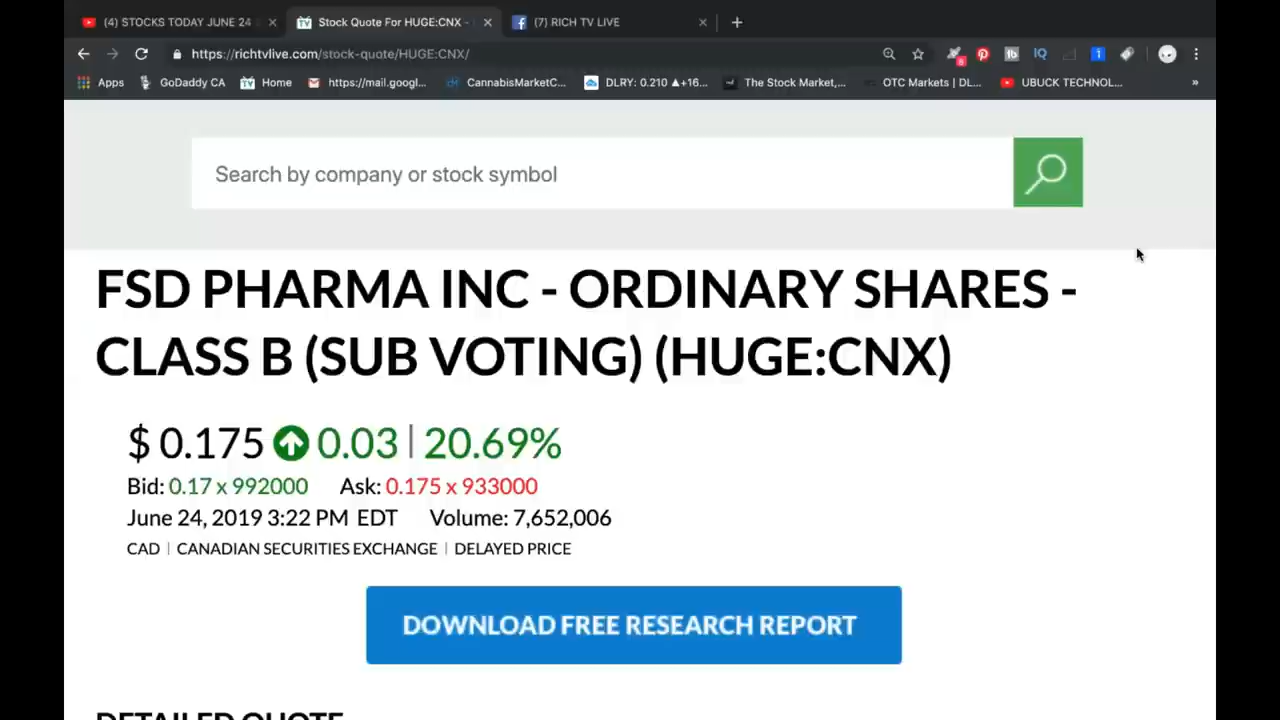 (4) STOCKS TODAY JUNE 24
Stock Quote For HUGE:CNX -
(7) RICH TV LIVE
https://richtvlive.com/stock-quote/HUGE:CNX/
Apps
GoDaddy CA
Home
https://mail.googl...
CannabisMarketC...
DLRY: 0.210 ▲+16...
The Stock Market,...
OTC Markets | DL...
UBUCK TECHNOL...
»
Search by company or stock symbol
FSD PHARMA INC - ORDINARY SHARES -
CLASS B (SUB VOTING) (HUGE:CNX)
$ 0.175 0.03 | 20.69%
Bid: 0.17 x 992000 Ask: 0.175 x 933000
June 24, 2019 3:22 PM EDT Volume: 7,652,006
CAD | CANADIAN SECURITIES EXCHANGE | DELAYED PRICE
DOWNLOAD FREE RESEARCH REPORT
DETAILED QUOTE